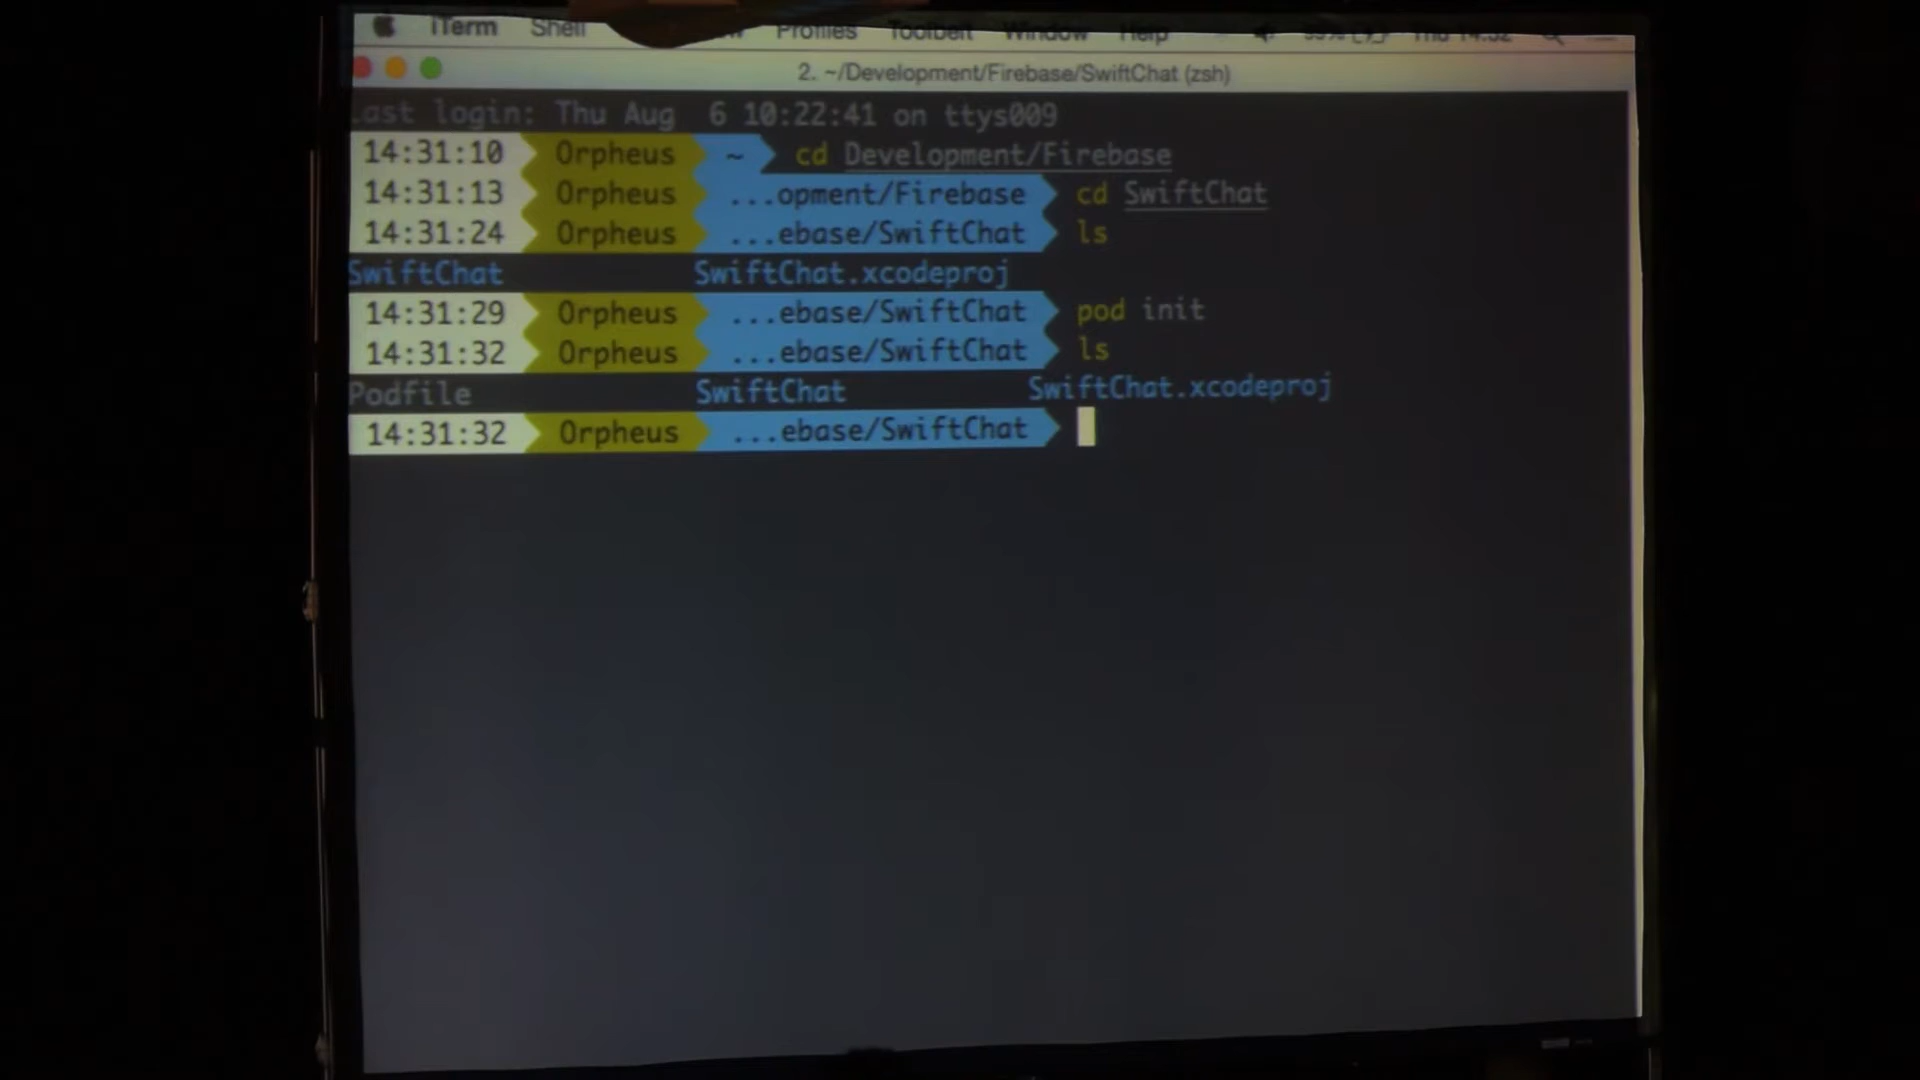 iTerm Shell Profiles Toolbelt Window Help Thu 14:32
2. ~/Development/Firebase/SwiftChat (zsh)
Last login: Thu Aug 6 10:22:41 on ttys009
14:31:10 Orpheus ~ cd Development/Firebase
14:31:13 Orpheus ...opment/Firebase cd SwiftChat
14:31:24 Orpheus ...ebase/SwiftChat ls
SwiftChat SwiftChat.xcodeproj
14:31:29 Orpheus ...ebase/SwiftChat pod init
14:31:32 Orpheus ...ebase/SwiftChat ls
Podfile SwiftChat SwiftChat.xcodeproj
14:31:32 Orpheus ...ebase/SwiftChat